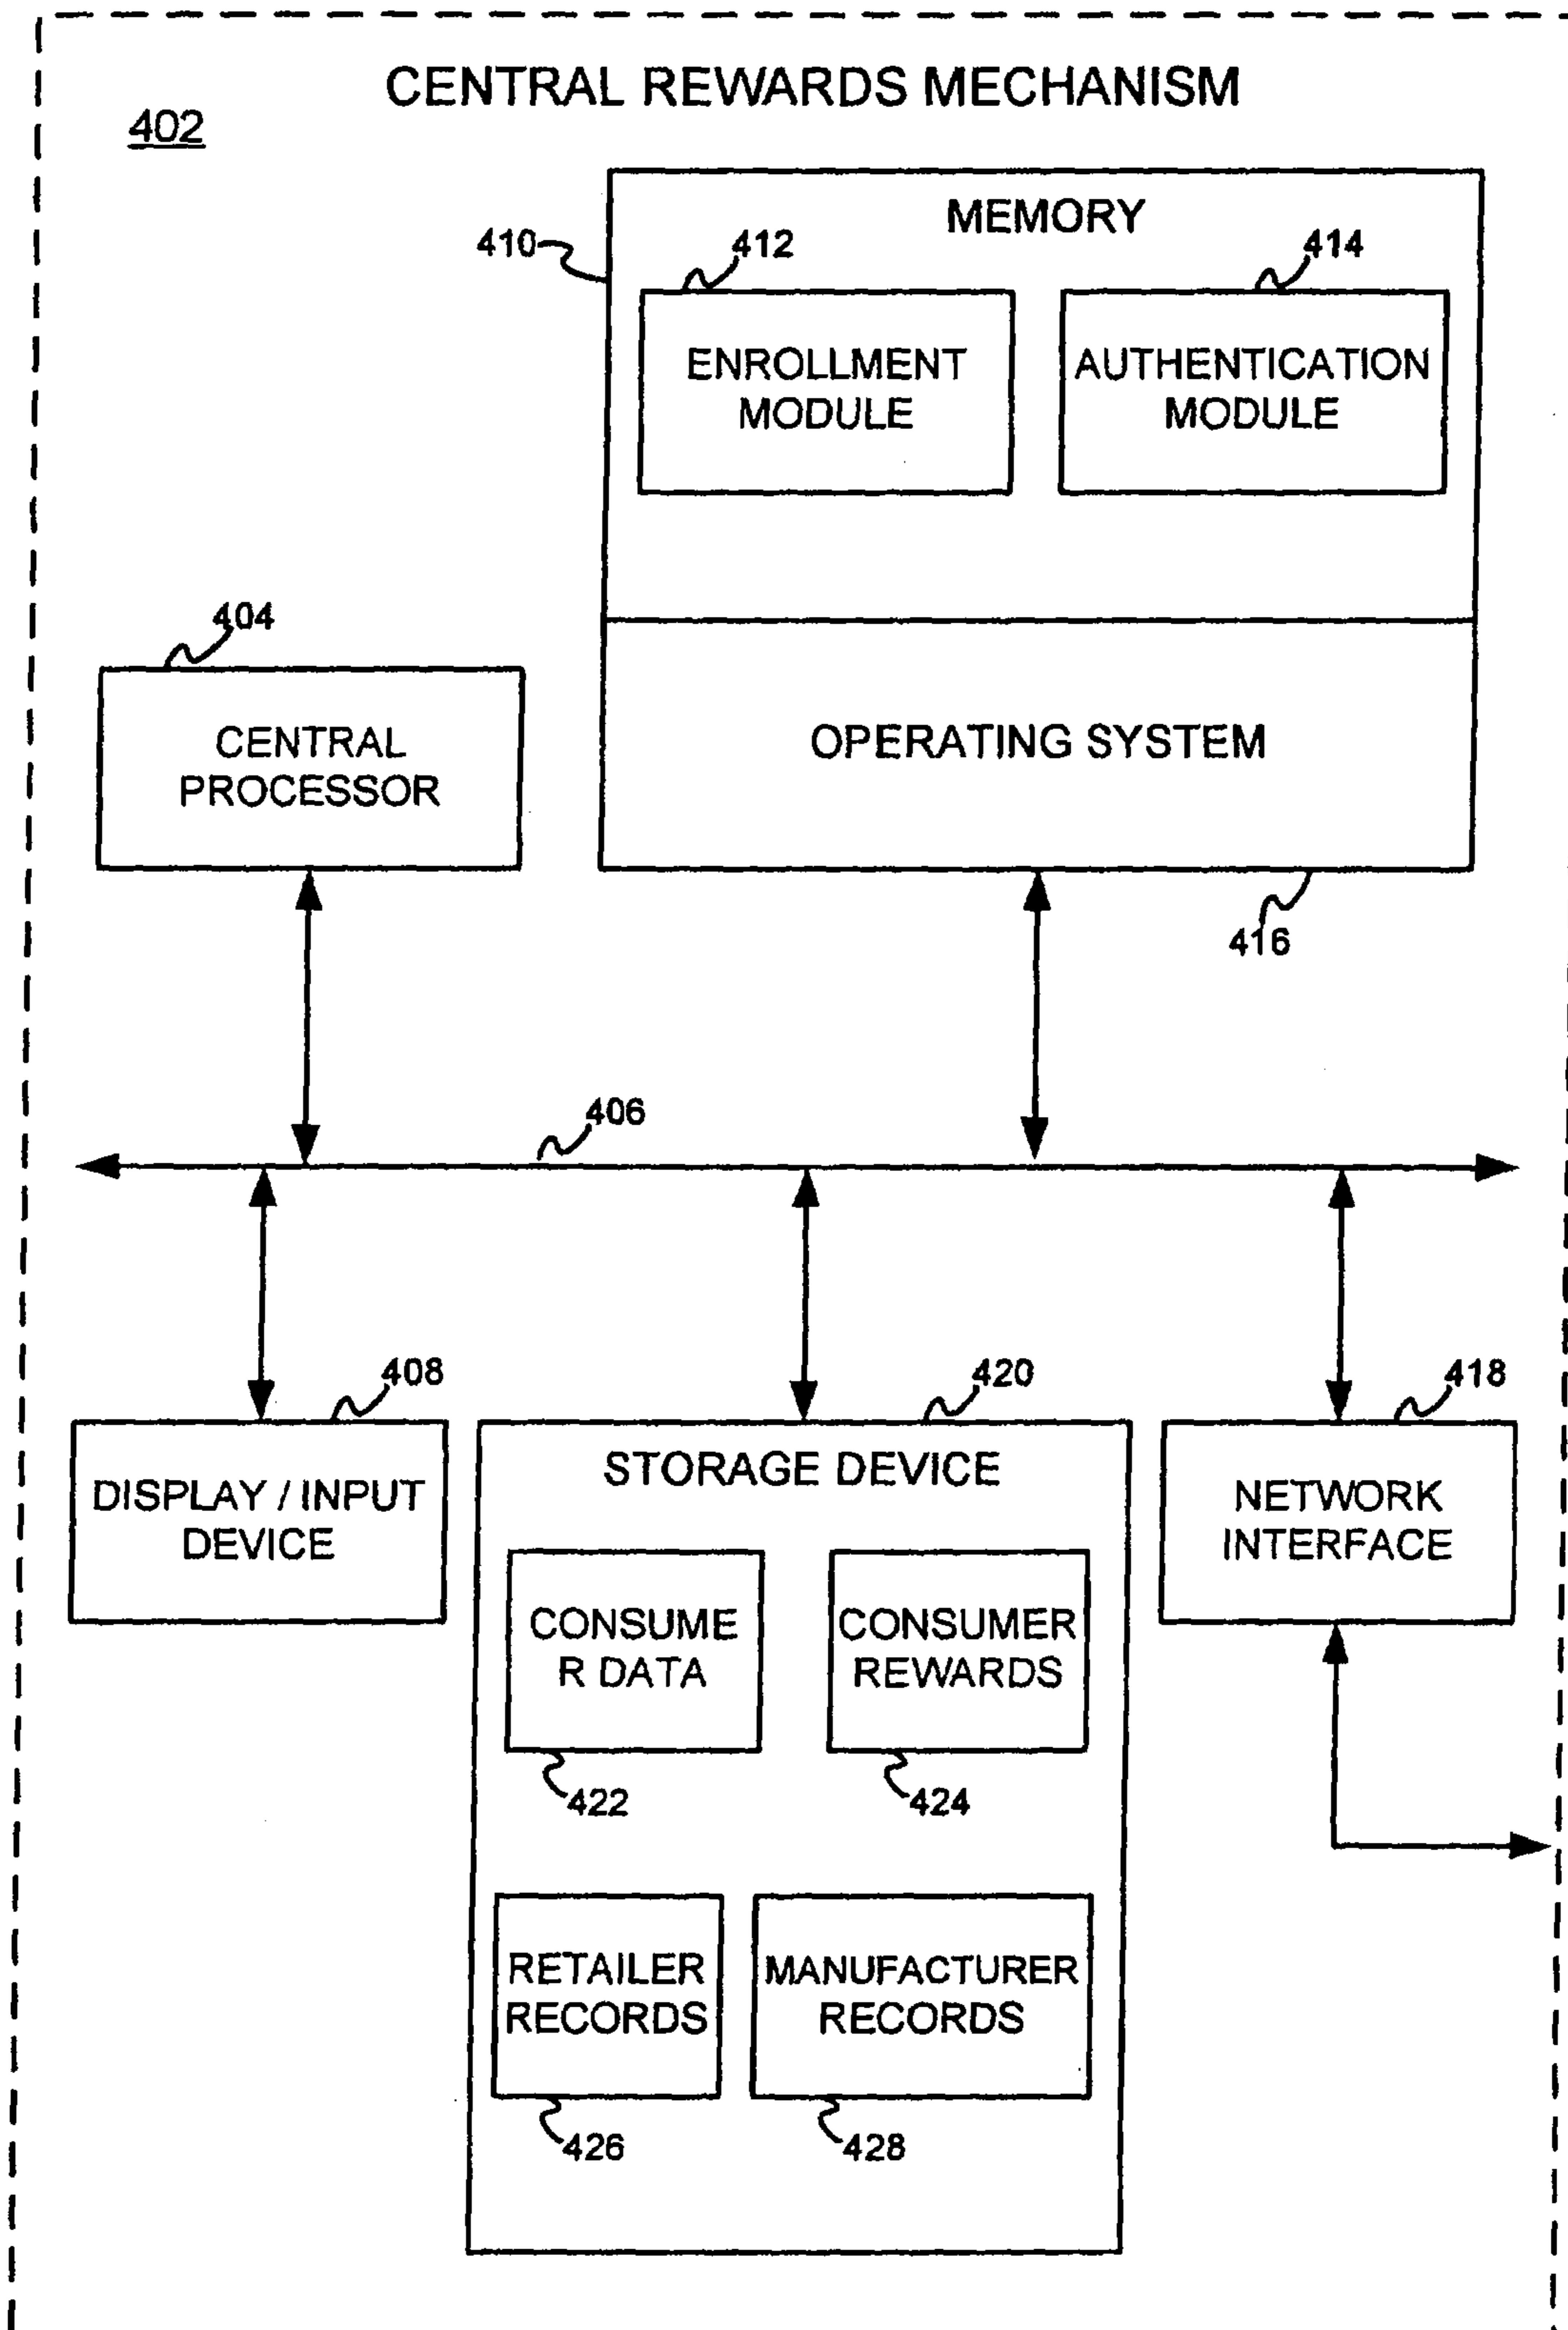 CENTRAL REWARDS MECHANISM
402
MEMORY
410
412
414
ENROLLMENT
MODULE
AUTHENTICATION
MODULE
404
CENTRAL
PROCESSOR
OPERATING SYSTEM
416
406
408
420
418
DISPLAY / INPUT
DEVICE
STORAGE DEVICE
NETWORK
INTERFACE
CONSUME
R DATA
CONSUMER
REWARDS
422
424
RETAILER
RECORDS
MANUFACTURER
RECORDS
426
428